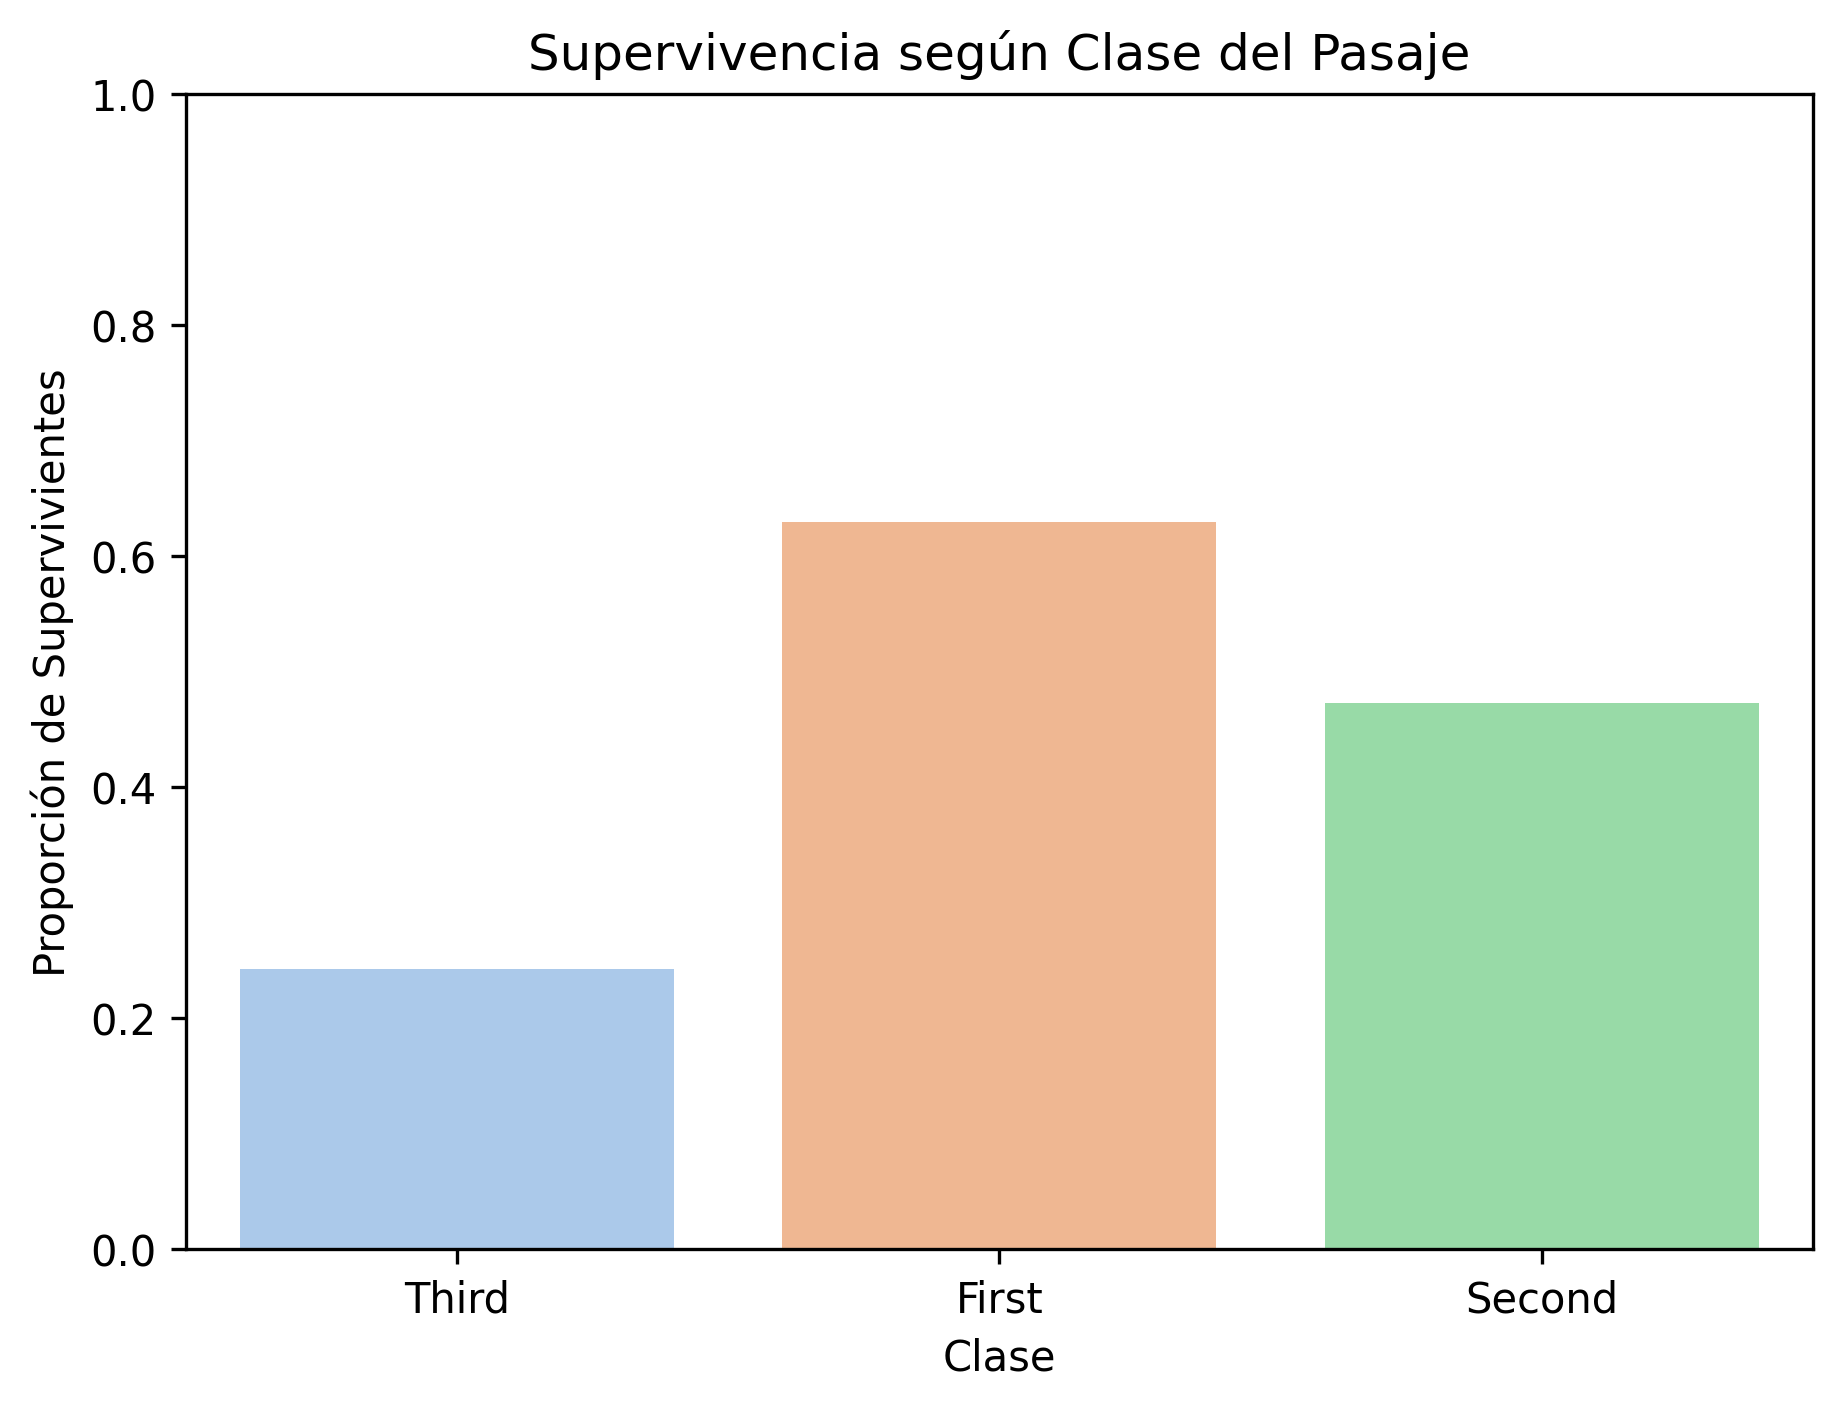 Supervivencia según Clase del Pasaje
Proporción de Supervivientes
1.0
0.8
0.6
0.4
0.2
0.0
Third First Second
Clase